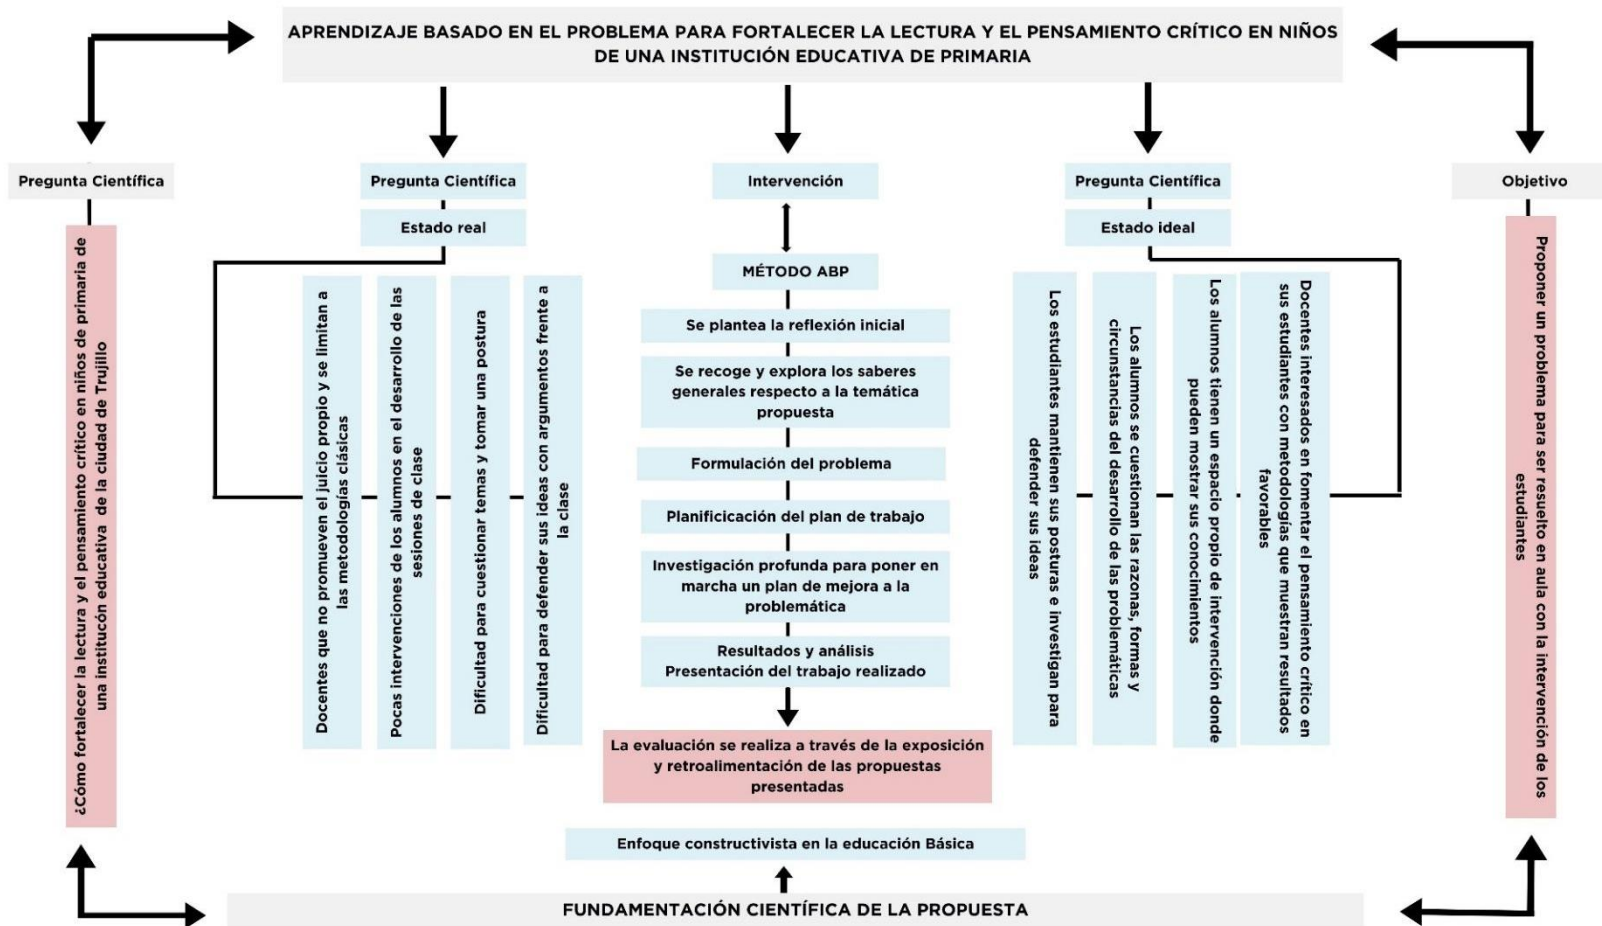 APRENDIZAJE BASADO EN EL PROBLEMA PARA FORTALECER LA LECTURA Y EL PENSAMIENTO CRÍTICO EN NIÑOS
DE UNA INSTITUCIÓN EDUCATIVA DE PRIMARIA
Pregunta Científica
¿Cómo fortalecer la lectura y el pensamiento crítico en niños de primaria de
una institucón educativa de la ciudad de Trujillo
Pregunta Científica
Estado real
Docentes que no promueven el juicio propio y se limitan a
las metodologías clásicas
Pocas intervenciones de los alumnos en el desarrollo de las
sesiones de clase
Dificultad para cuestionar temas y tomar una postura
Dificultad para defender sus ideas con argumentos frente a
la clase
Intervención
MÉTODO ABP
Se plantea la reflexión inicial
Se recoge y explora los saberes
generales respecto a la temática
propuesta
Formulación del problema
Planificicación del plan de trabajo
Investigación profunda para poner en
marcha un plan de mejora a la
problemática
Resultados y análisis
Presentación del trabajo realizado
La evaluación se realiza a través de la exposición
y retroalimentación de las propuestas
presentadas
Pregunta Científica
Estado ideal
Los estudiantes mantienen sus posturas e investigan para
defender sus ideas
Los alumnos se cuestionan las razonas, formas y
circunstancias del desarrollo de las problemáticas
Los alumnos tienen un espacio propio de intervención donde
pueden mostrar sus conocimientos
Docentes interesados en fomentar el pensamiento crítico en
sus estudiantes con metodologías que muestran resultados
favorables
Objetivo
Proponer un problema para ser resuelto en aula con la intervención de los
estudiantes
Enfoque constructivista en la educación Básica
FUNDAMENTACIÓN CIENTÍFICA DE LA PROPUESTA